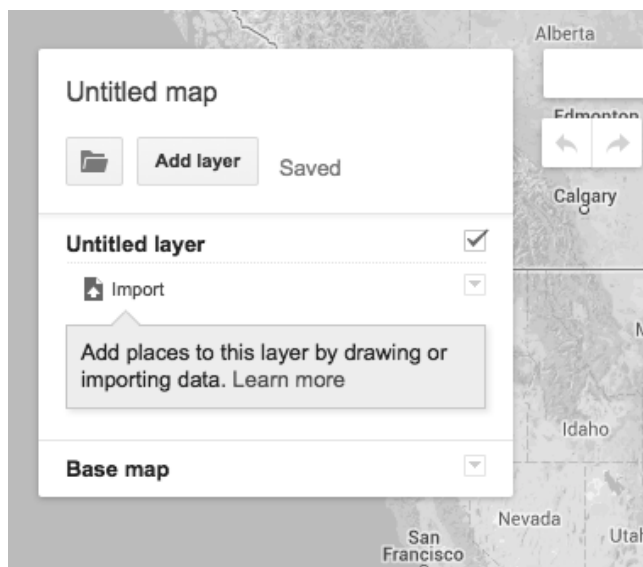 Alberta
Untitled map
Edmonton
Add layer
Saved
Calgary
Untitled layer
Import
Add places to this layer by drawing or
importing data. Learn more
Idaho
Base map
Nevada
San
Francisco